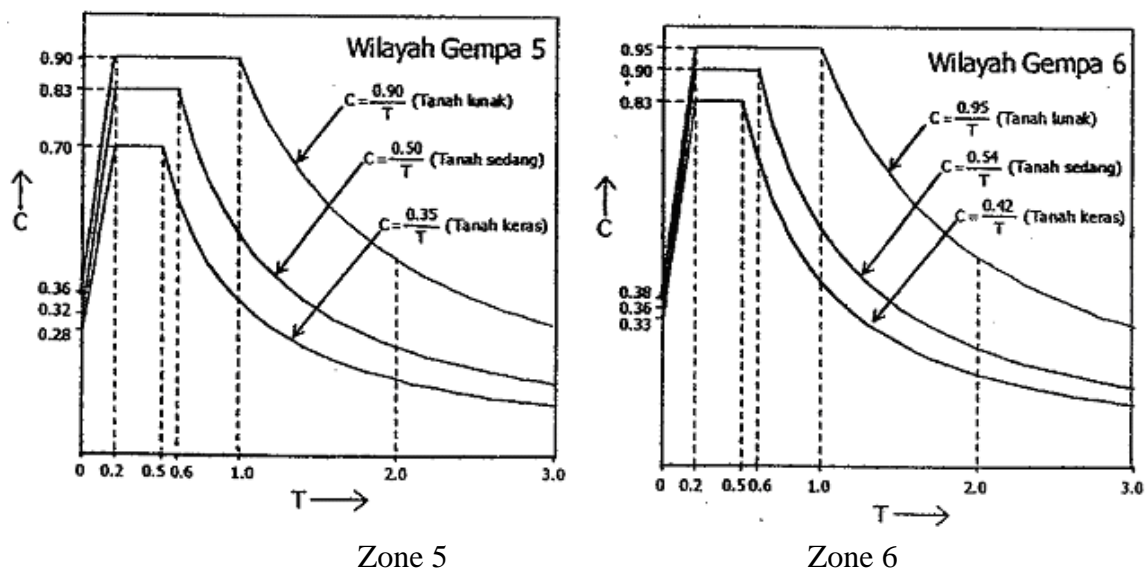 Wilayah Gempa 5
0.90
0.83
0.70
C
0.36
0.32
0.28
C = 0.90/T (Tanah lunak)
C = 0.50/T (Tanah sedang)
C = 0.35/T (Tanah keras)
0 0.2 0.5 0.6 1.0 2.0 3.0
T
Zone 5
Wilayah Gempa 6
0.95
0.90
0.83
C
0.38
0.36
0.33
C = 0.95/T (Tanah lunak)
C = 0.54/T (Tanah sedang)
C = 0.42/T (Tanah keras)
0 0.2 0.5 0.6 1.0 2.0 3.0
T
Zone 6